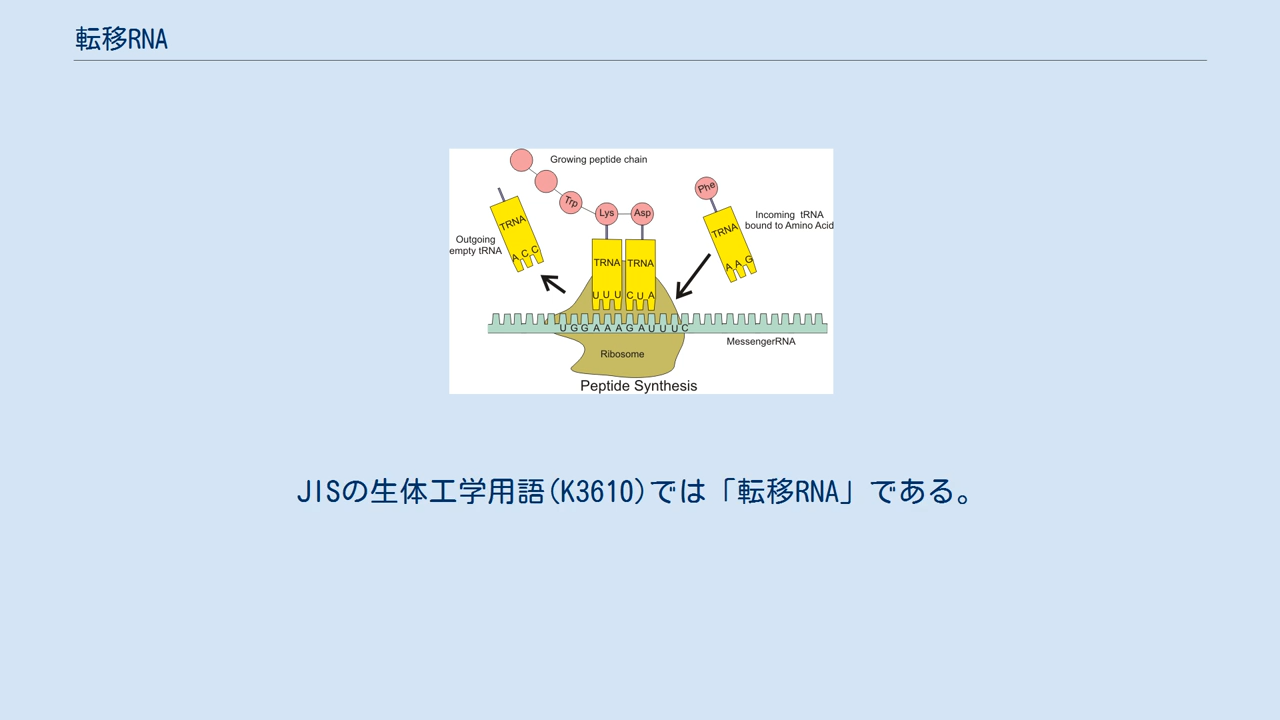 転移RNA
Growing peptide chain
Trp
Lys
Asp
Phe
TRNA
Incoming tRNA
bound to Amino Acid
TRNA
Outgoing
empty tRNA
A C C
TRNA
TRNA
A A G
U U U
C U A
U G G A A A G A U U U C
MessengerRNA
Ribosome
Peptide Synthesis
JISの生体工学用語(K3610)では「転移RNA」である。